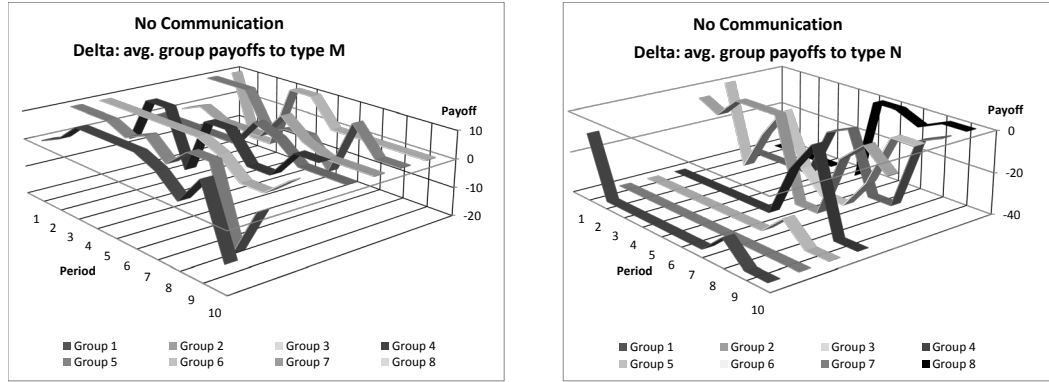 No Communication
Delta: avg. group payoffs to type M
Payoff
10
0
-10
-20
1
2
3
4
5
6
7
8
9
10
Period
Group 1 Group 2 Group 3 Group 4
Group 5 Group 6 Group 7 Group 8
No Communication
Delta: avg. group payoffs to type N
Payoff
0
-20
-40
1
2
3
4
5
6
7
8
9
10
Period
Group 1 Group 2 Group 3 Group 4
Group 5 Group 6 Group 7 Group 8